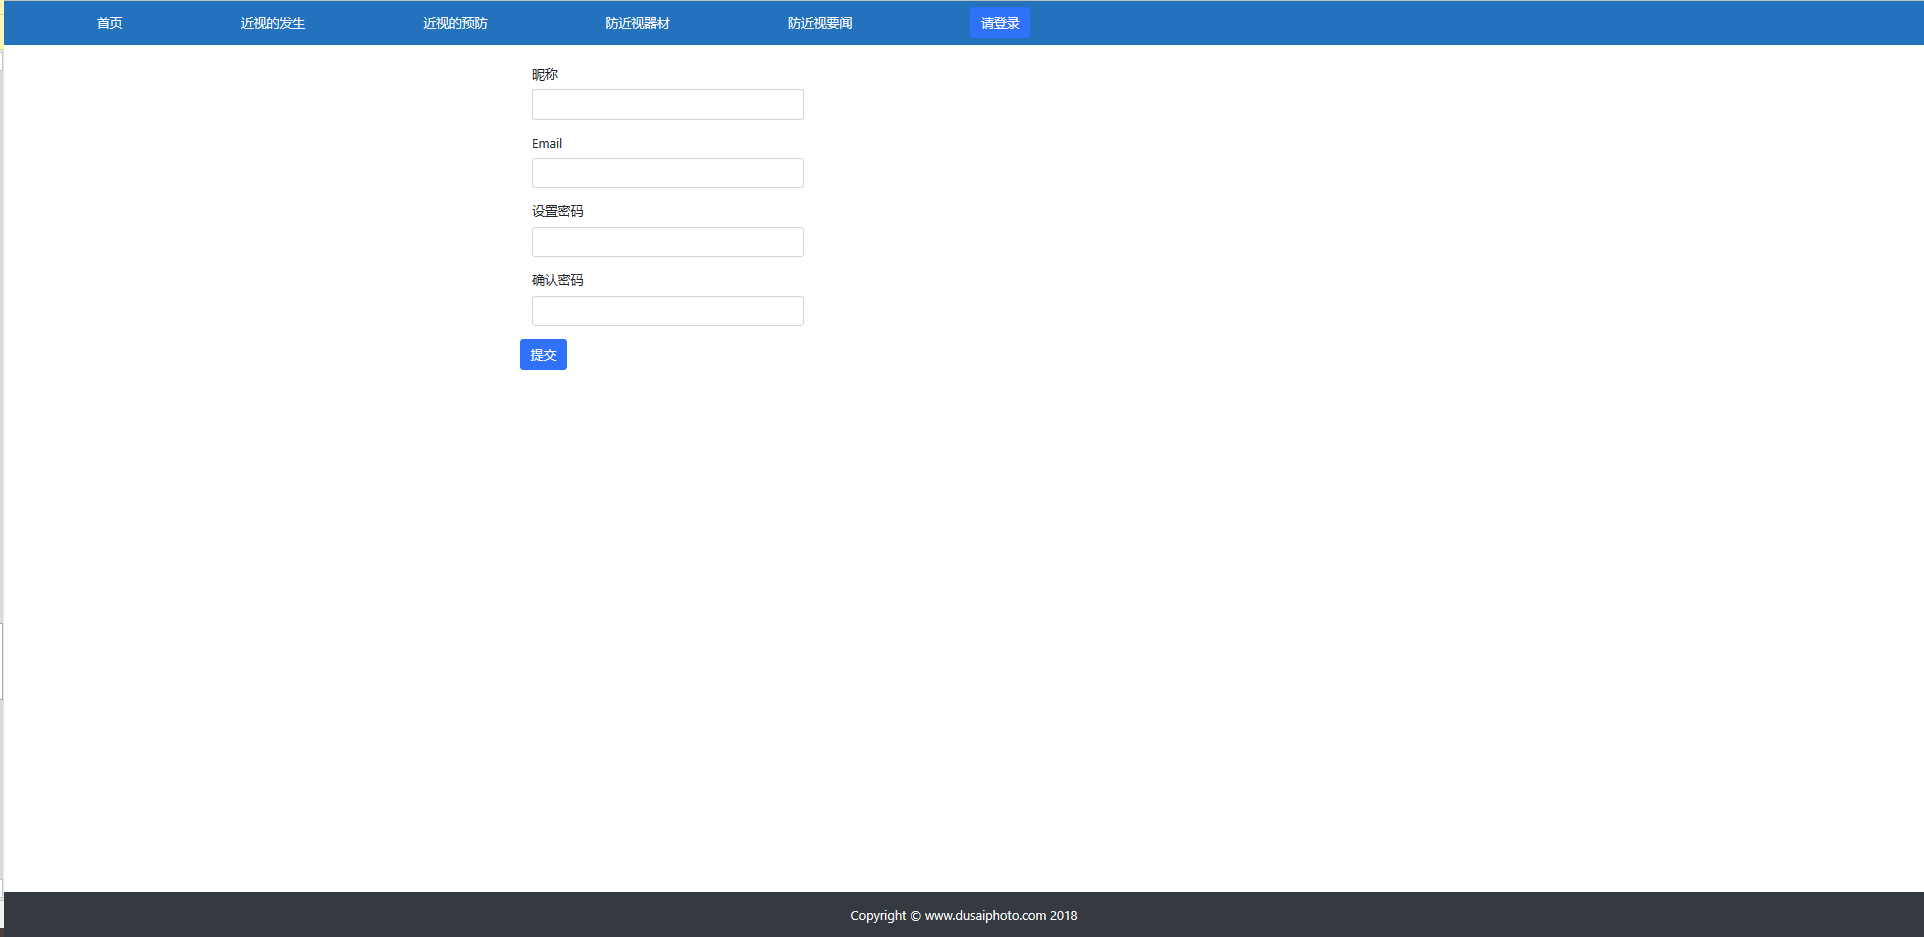 首页 近视的发生 近视的预防 防近视器材 防近视要闻 请登录
昵称
Email
设置密码
确认密码
提交
Copyright © www.dusaiphoto.com 2018